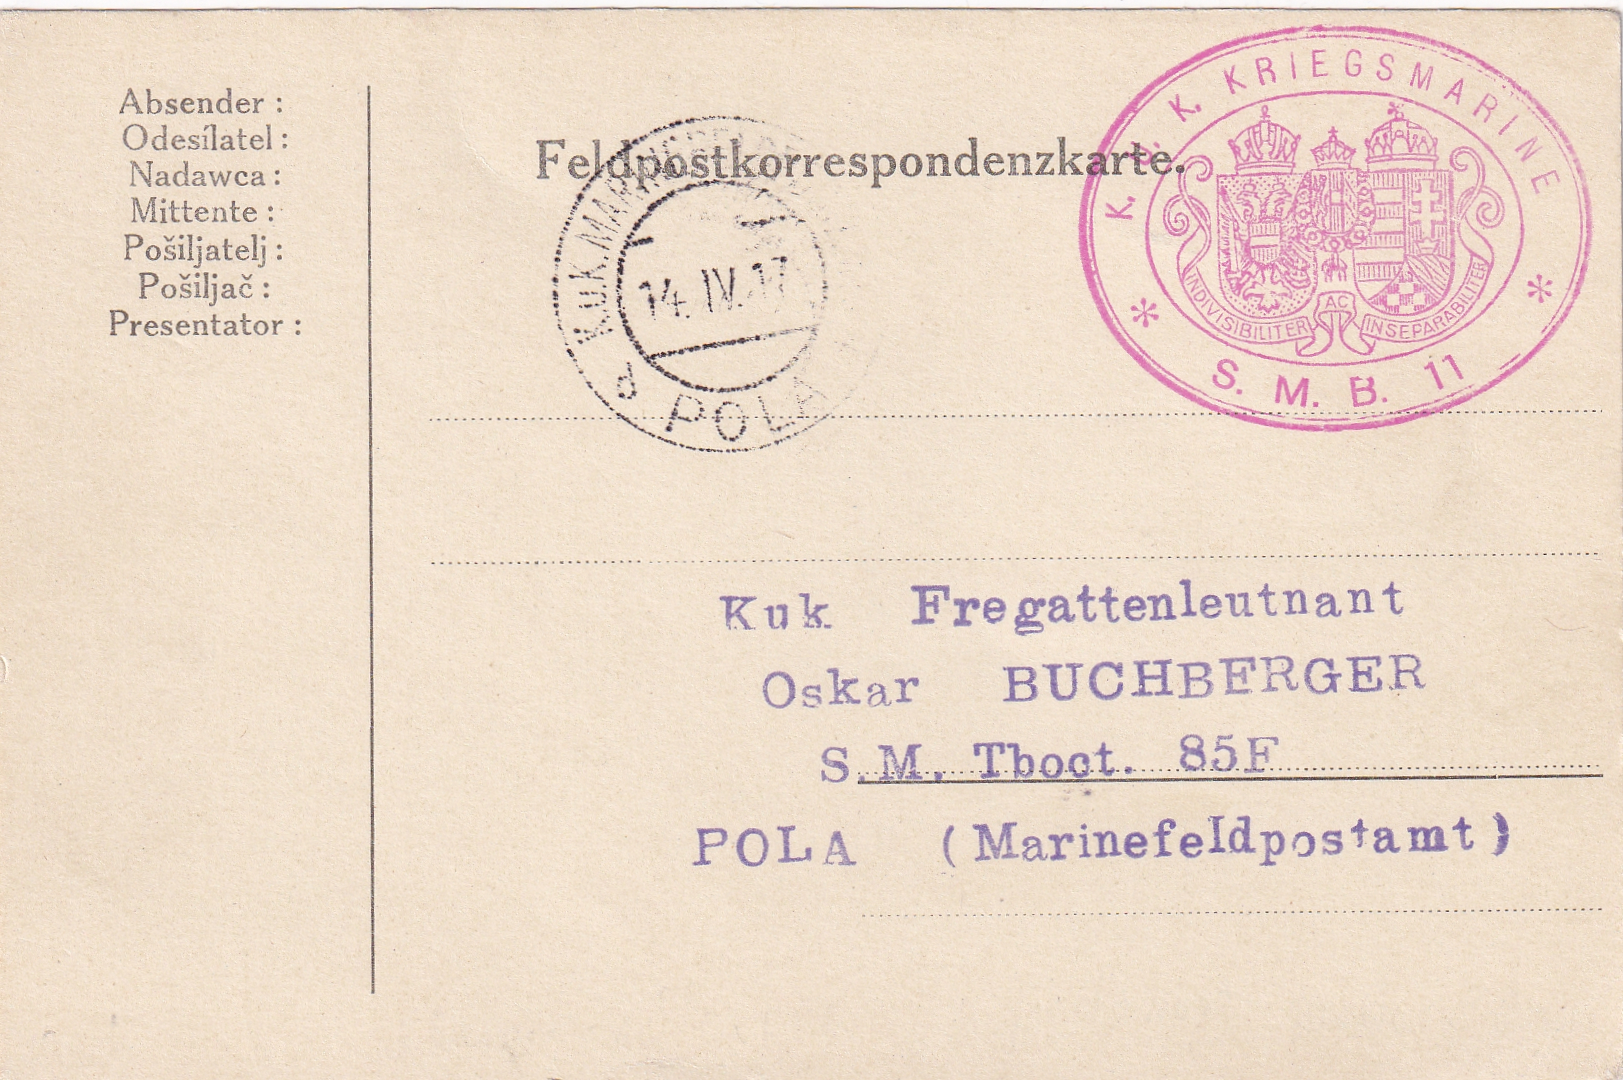 Absender :
Odesílatel :
Nadawca :
Mittente :
Pošiljatelj :
Pošiljač :
Presentator :
Feldpostkorrespondenzkarte.
K. U. K. KRIEGSMARINE
INDIVISIBILITER AC INSEPARABILITER
* S. M. B. 11 *
K.u.K.
14. IV. 17
d POLA
Kuk Fregattenleutnant
Oskar BUCHBERGER
S.M. Tboot. 85F
POLA (Marinefeldpostamt)